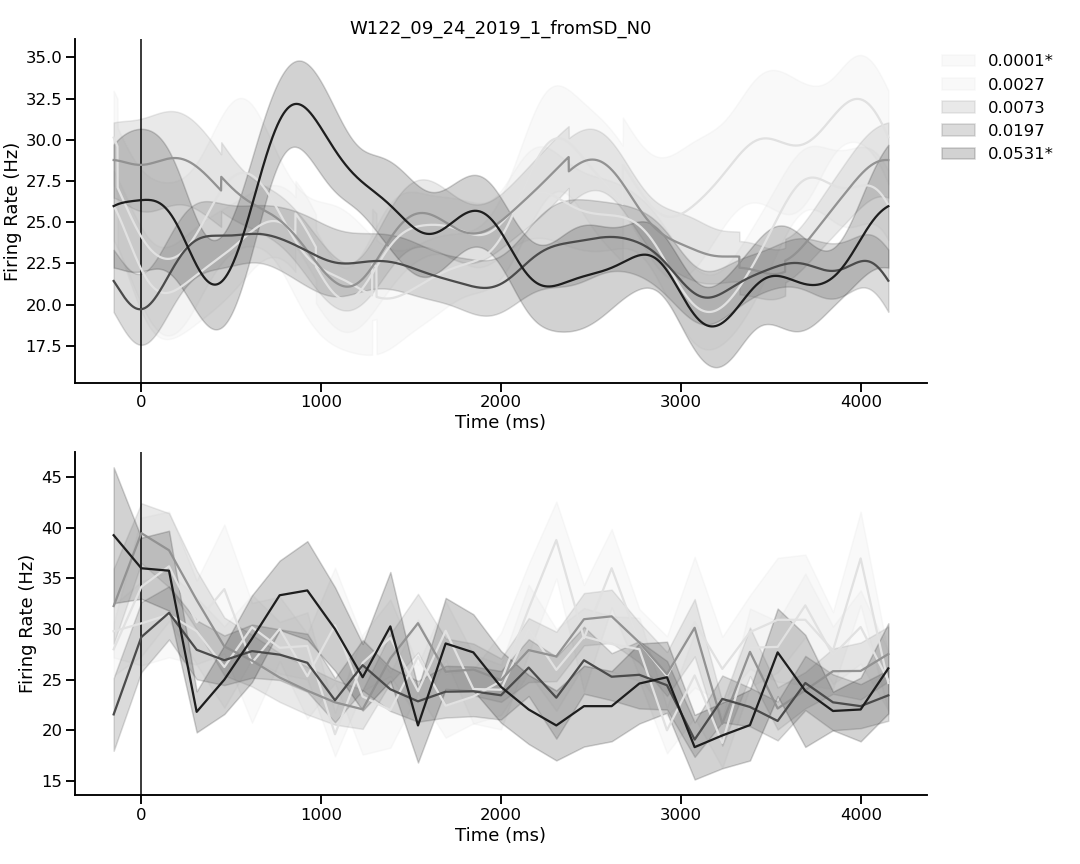 W122_09_24_2019_1_fromSD_N0
35.0
32.5
30.0
27.5
25.0
22.5
20.0
17.5
Firing Rate (Hz)
0 1000 2000 3000 4000
Time (ms)
0.0001*
0.0027
0.0073
0.0197
0.0531*
45
40
35
30
25
20
15
Firing Rate (Hz)
0 1000 2000 3000 4000
Time (ms)